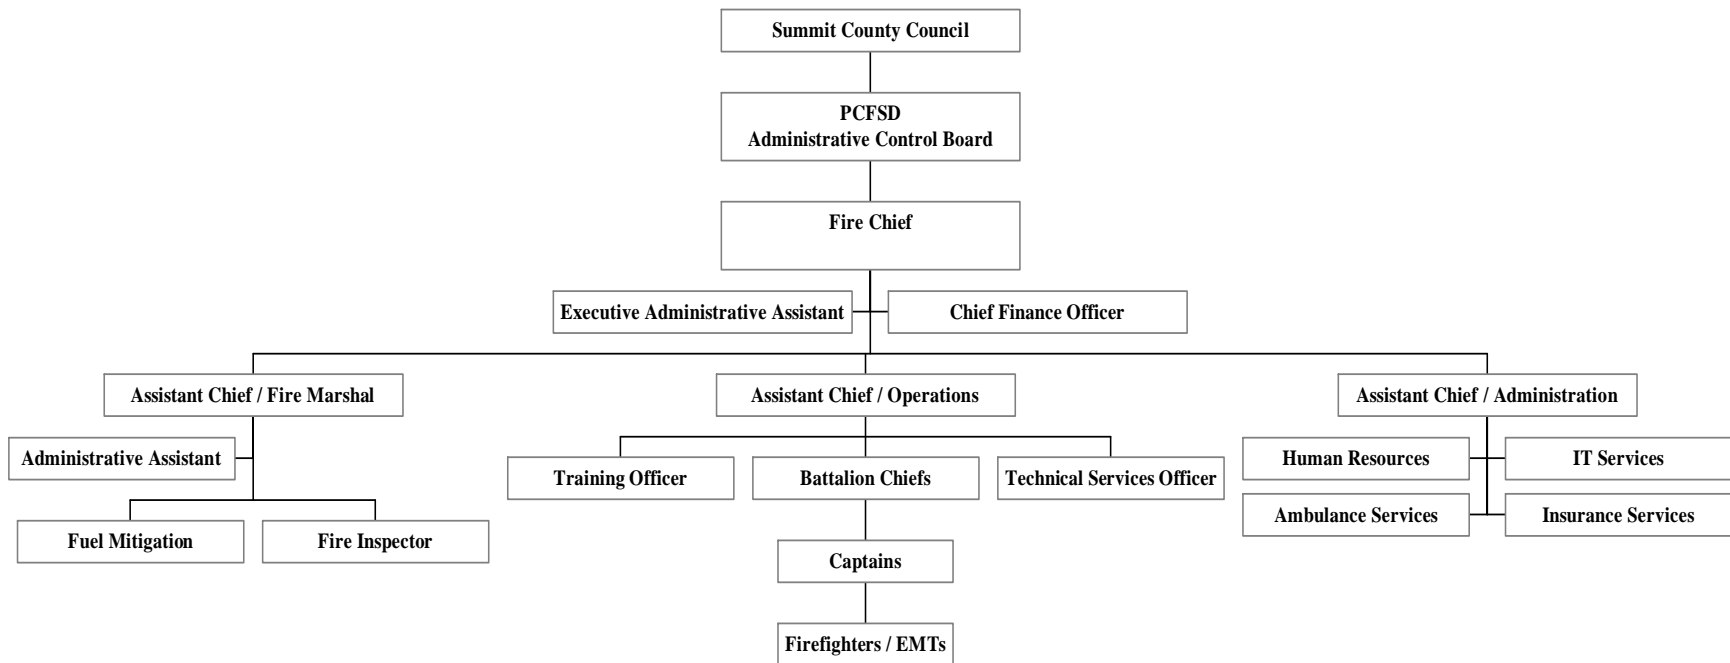 Summit County Council
PCFSD
Administrative Control Board
Fire Chief
Executive Administrative Assistant
Chief Finance Officer
Assistant Chief / Fire Marshal
Assistant Chief / Operations
Assistant Chief / Administration
Administrative Assistant
Training Officer
Battalion Chiefs
Technical Services Officer
Human Resources
IT Services
Ambulance Services
Insurance Services
Fuel Mitigation
Fire Inspector
Captains
Firefighters / EMTs